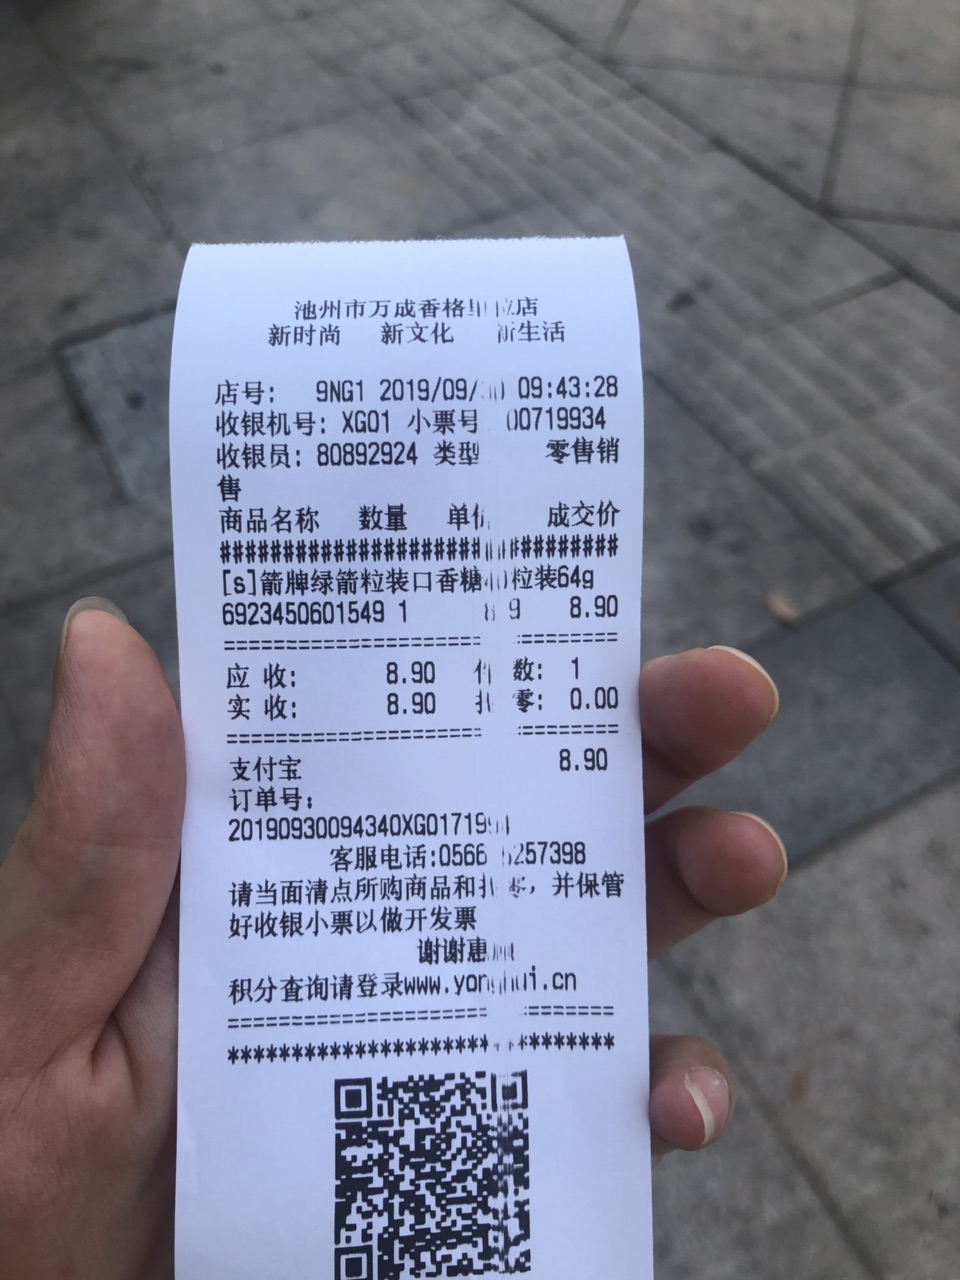 池州市万成香格里拉店
新时尚 新文化 新生活
店号: 9NG1 2019/09/30 09:43:28
收银机号: XG01 小票号 00719934
收银员: 80892924 类型 零售销
售
商品名称 数量 单价 成交价
############################
[s]箭牌绿箭粒装口香糖40粒装64g
6923450601549 1 8.9 8.90
============================
应 收: 8.90 件 数: 1
实 收: 8.90 找 零: 0.00
============================
支付宝 8.90
订单号:
20190930094340XG01719934
客服电话:0566 5257398
请当面清点所购商品和找零，并保管
好收银小票以做开发票
谢谢惠顾
积分查询请登录www.yonghui.cn
============================
****************************